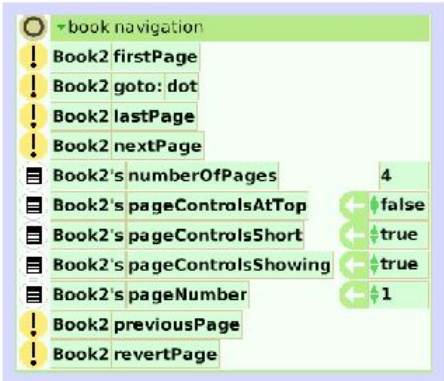 book navigation
Book2 firstPage
Book2 goto: dot
Book2 lastPage
Book2 nextPage
Book2's numberOfPages 4
Book2's pageControlsAtTop false
Book2's pageControlsShort true
Book2's pageControlsShowing true
Book2's pageNumber 1
Book2 previousPage
Book2 revertPage